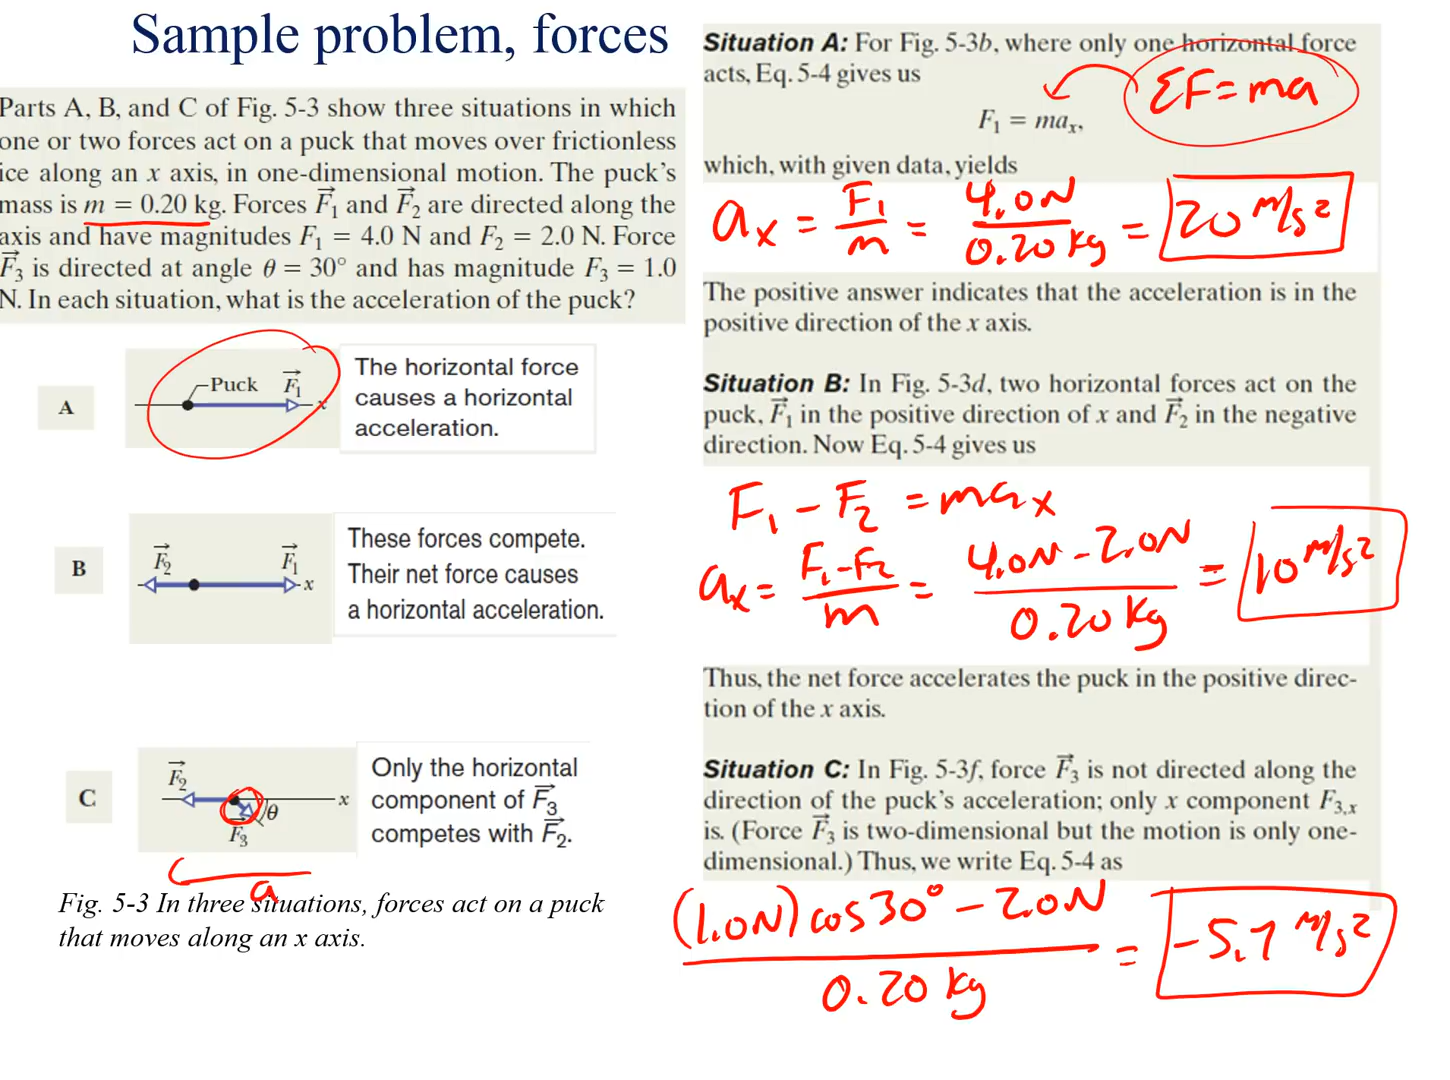 Sample problem, forces
Parts A, B, and C of Fig. 5-3 show three situations in which
one or two forces act on a puck that moves over frictionless
ice along an x axis, in one-dimensional motion. The puck's
mass is m = 0.20 kg. Forces F⃗₁ and F⃗₂ are directed along the
axis and have magnitudes F₁ = 4.0 N and F₂ = 2.0 N. Force
F⃗₃ is directed at angle θ = 30° and has magnitude F₃ = 1.0
N. In each situation, what is the acceleration of the puck?
A
Puck F⃗₁
x
The horizontal force
causes a horizontal
acceleration.
B
F⃗₂ F⃗₁
x
These forces compete.
Their net force causes
a horizontal acceleration.
C
F⃗₂
x
θ
F⃗₃
Only the horizontal
component of F⃗₃
competes with F⃗₂.
a
Fig. 5-3 In three situations, forces act on a puck
that moves along an x axis.
Situation A: For Fig. 5-3b, where only one horizontal force
acts, Eq. 5-4 gives us
ΣF = ma
F₁ = maₓ,
which, with given data, yields
aₓ = F₁/m = 4.0N/0.20 kg = 20 m/s²
The positive answer indicates that the acceleration is in the
positive direction of the x axis.
Situation B: In Fig. 5-3d, two horizontal forces act on the
puck, F⃗₁ in the positive direction of x and F⃗₂ in the negative
direction. Now Eq. 5-4 gives us
F₁ - F₂ = maₓ
aₓ = (F₁-F₂)/m = (4.0N - 2.0N)/0.20 kg = 10 m/s²
Thus, the net force accelerates the puck in the positive direc-
tion of the x axis.
Situation C: In Fig. 5-3f, force F⃗₃ is not directed along the
direction of the puck's acceleration; only x component F₃,ₓ
is. (Force F⃗₃ is two-dimensional but the motion is only one-
dimensional.) Thus, we write Eq. 5-4 as
(1.0N) cos 30° - 2.0N / 0.20 kg = -5.7 m/s²